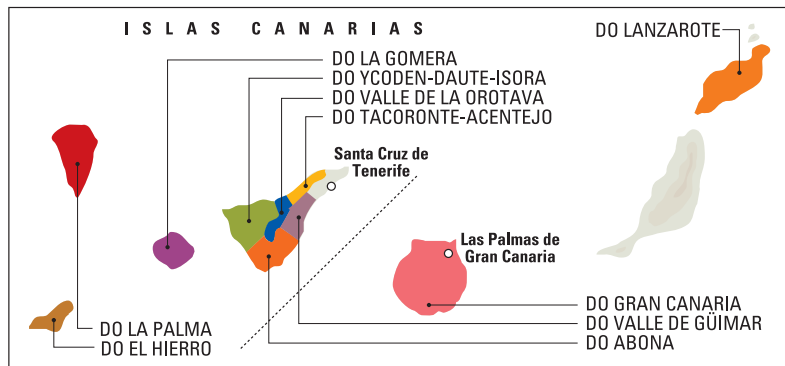 ISLAS CANARIAS
DO LANZAROTE
DO LA GOMERA
DO YCODEN-DAUTE-ISORA
DO VALLE DE LA OROTAVA
DO TACORONTE-ACENTEJO
Santa Cruz de
Tenerife
Las Palmas de
Gran Canaria
DO GRAN CANARIA
DO VALLE DE GÜIMAR
DO ABONA
DO LA PALMA
DO EL HIERRO